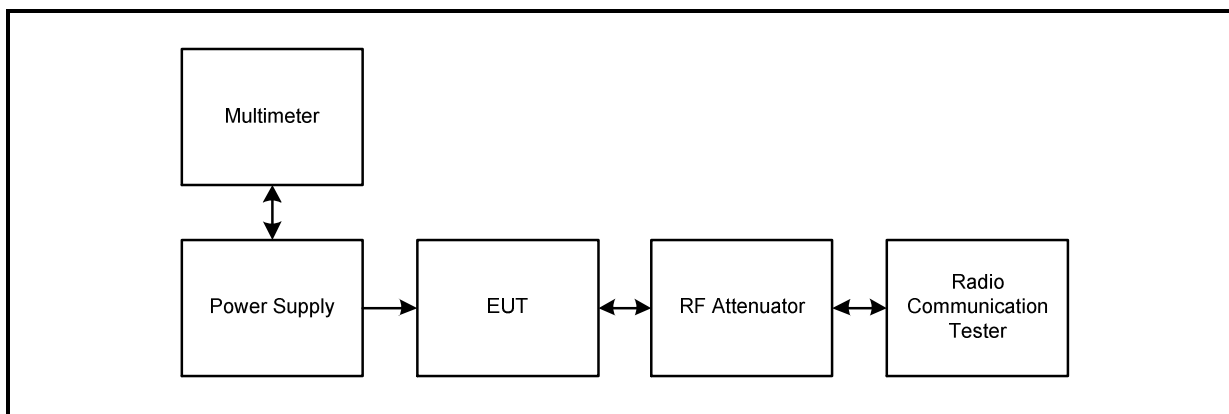 Multimeter
Power Supply
EUT
RF Attenuator
Radio
Communication
Tester